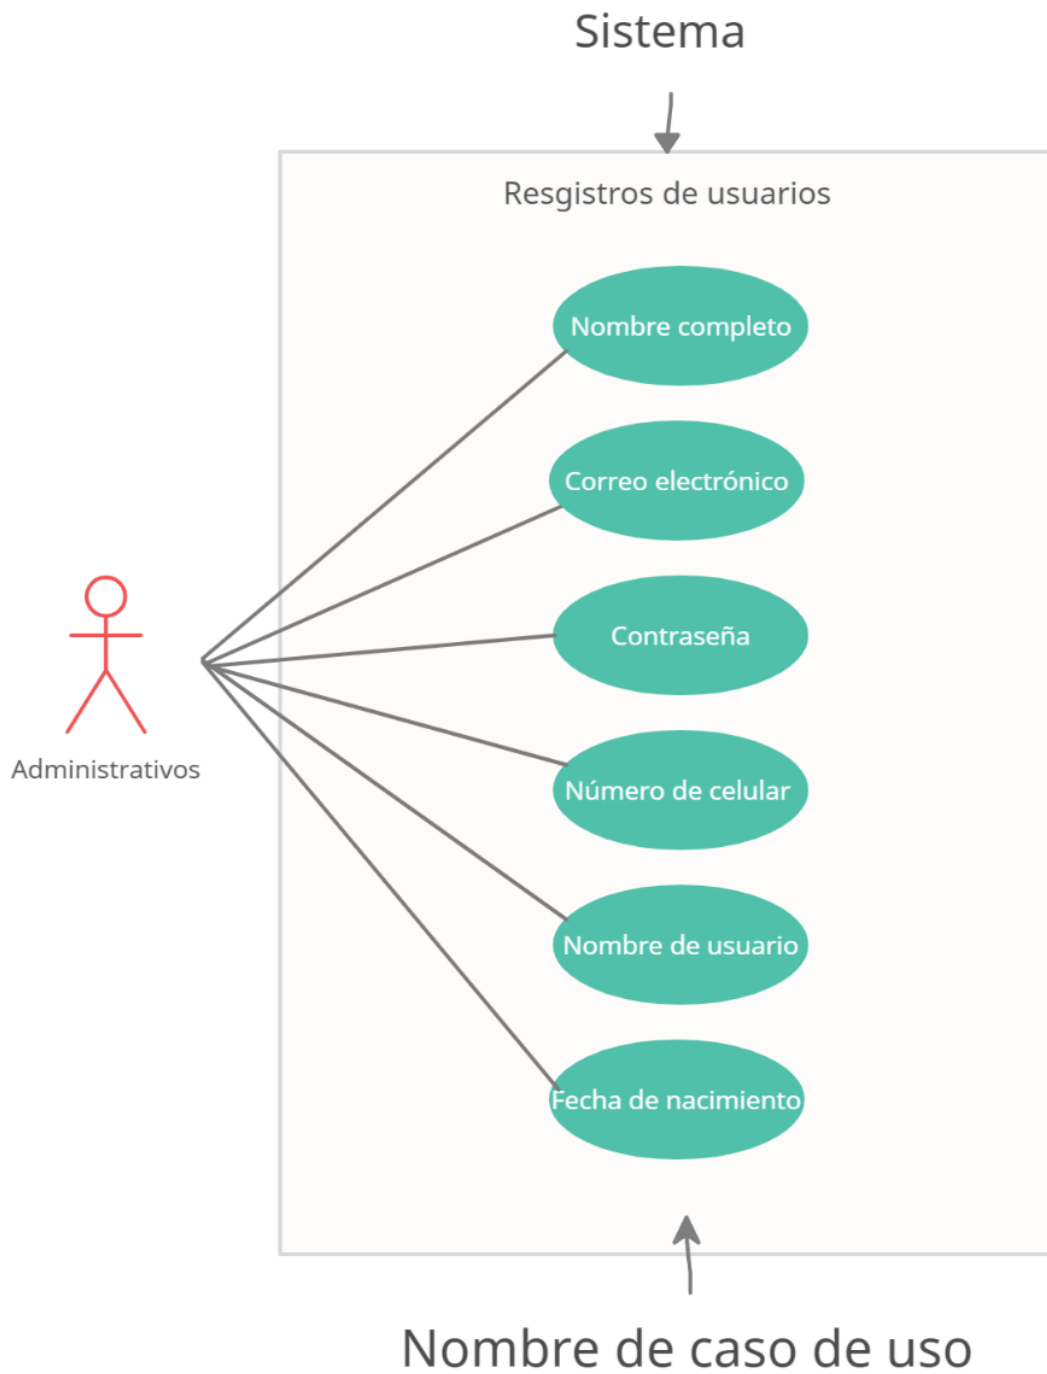 Sistema
Resgistros de usuarios
Nombre completo
Correo electrónico
Contraseña
Administrativos
Número de celular
Nombre de usuario
Fecha de nacimiento
Nombre de caso de uso